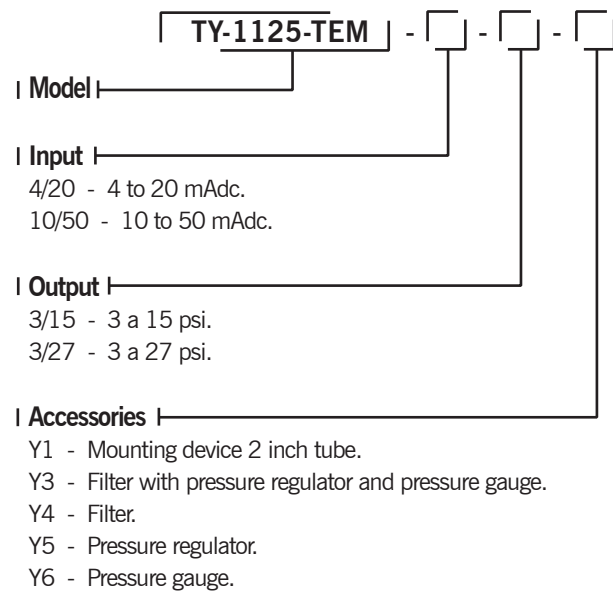 TY-1125-TEM - - -
Model
Input
4/20 - 4 to 20 mAdc.
10/50 - 10 to 50 mAdc.
Output
3/15 - 3 a 15 psi.
3/27 - 3 a 27 psi.
Accessories
Y1 - Mounting device 2 inch tube.
Y3 - Filter with pressure regulator and pressure gauge.
Y4 - Filter.
Y5 - Pressure regulator.
Y6 - Pressure gauge.